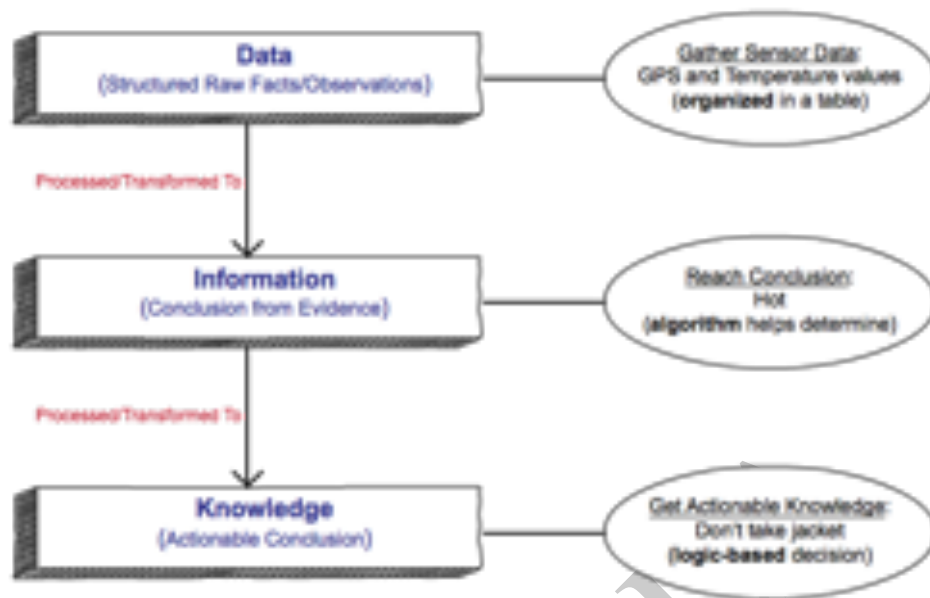 Data
(Structured Raw Facts/Observations)
Gather Sensor Data:
GPS and Temperature values
(organized in a table)
Processed/Transformed To
Information
(Conclusion from Evidence)
Reach Conclusion:
Hot
(algorithm helps determine)
Processed/Transformed To
Knowledge
(Actionable Conclusion)
Get Actionable Knowledge:
Don't take jacket
(logic-based decision)